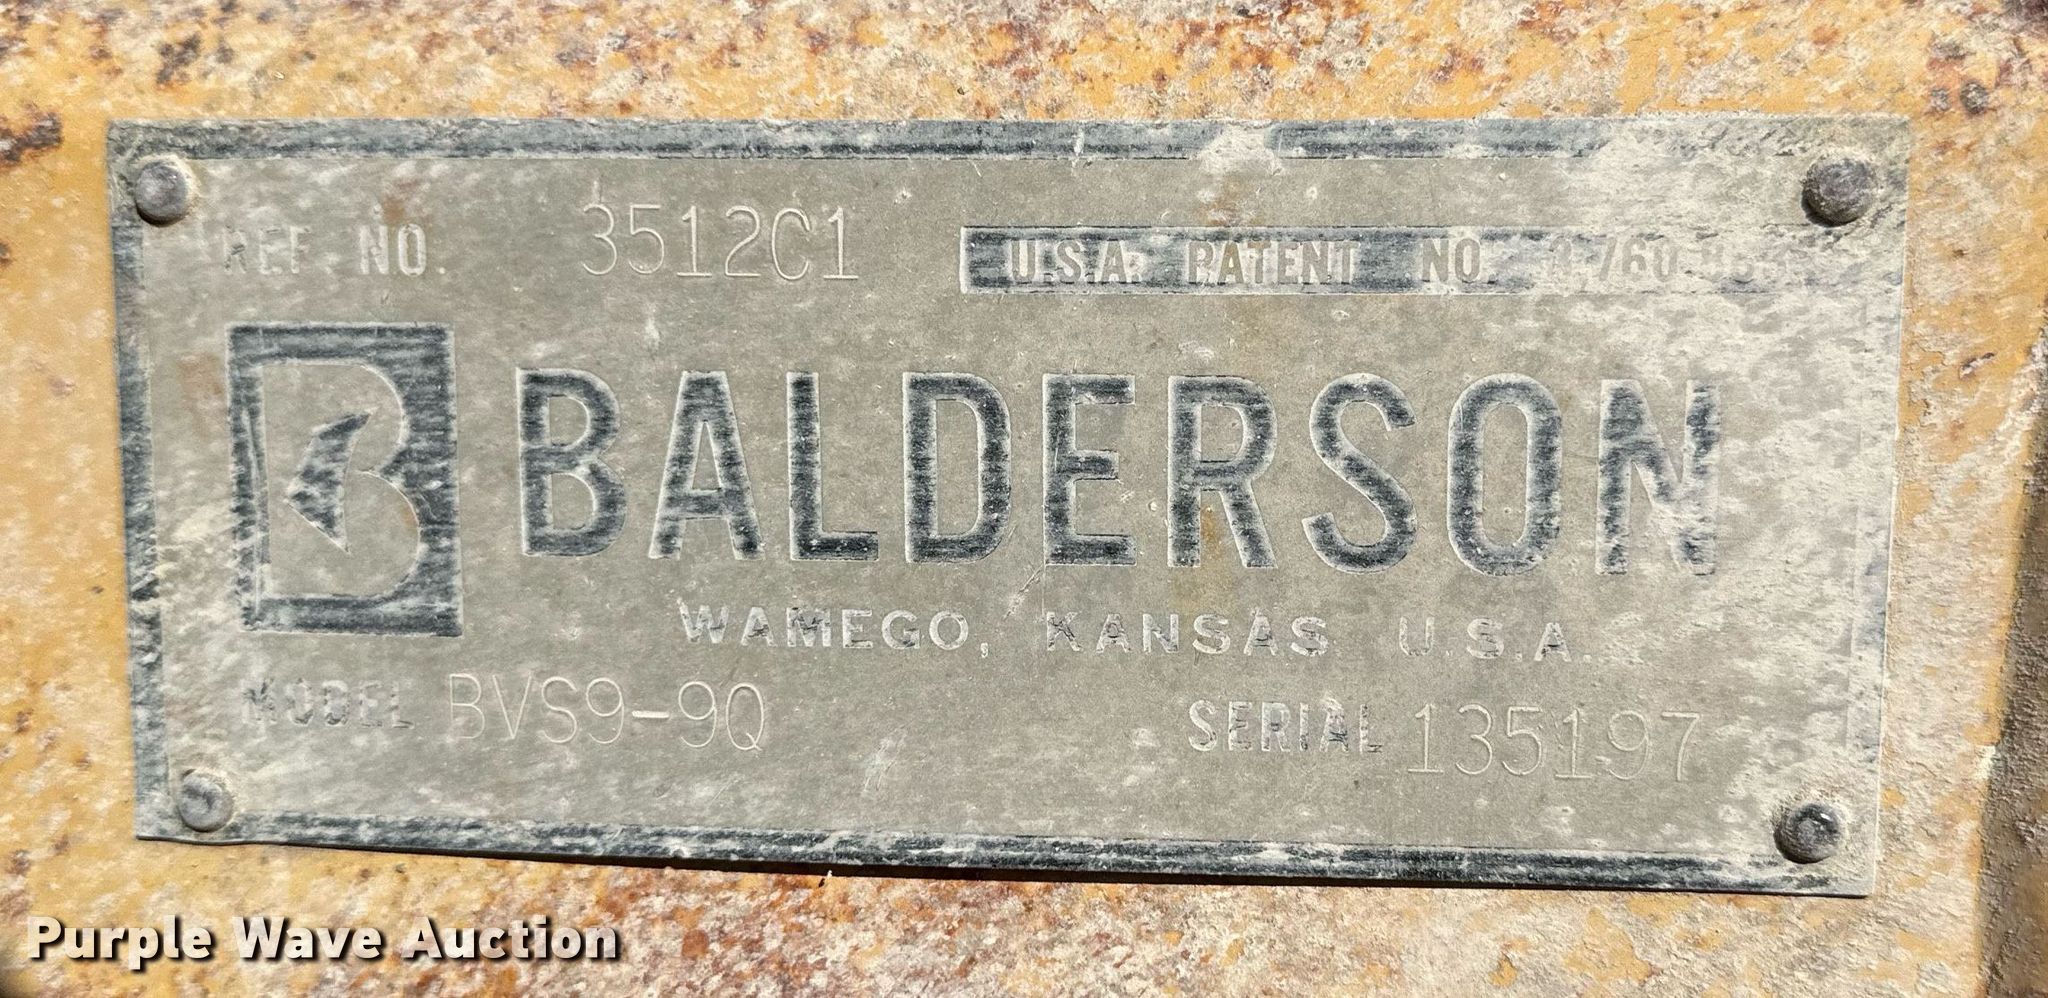 REF. NO. 3512C1
U.S.A. PATENT NO.
BALDERSON
WAMEGO, KANSAS U.S.A.
MODEL BVS9-9Q SERIAL 135197
Purple Wave Auction